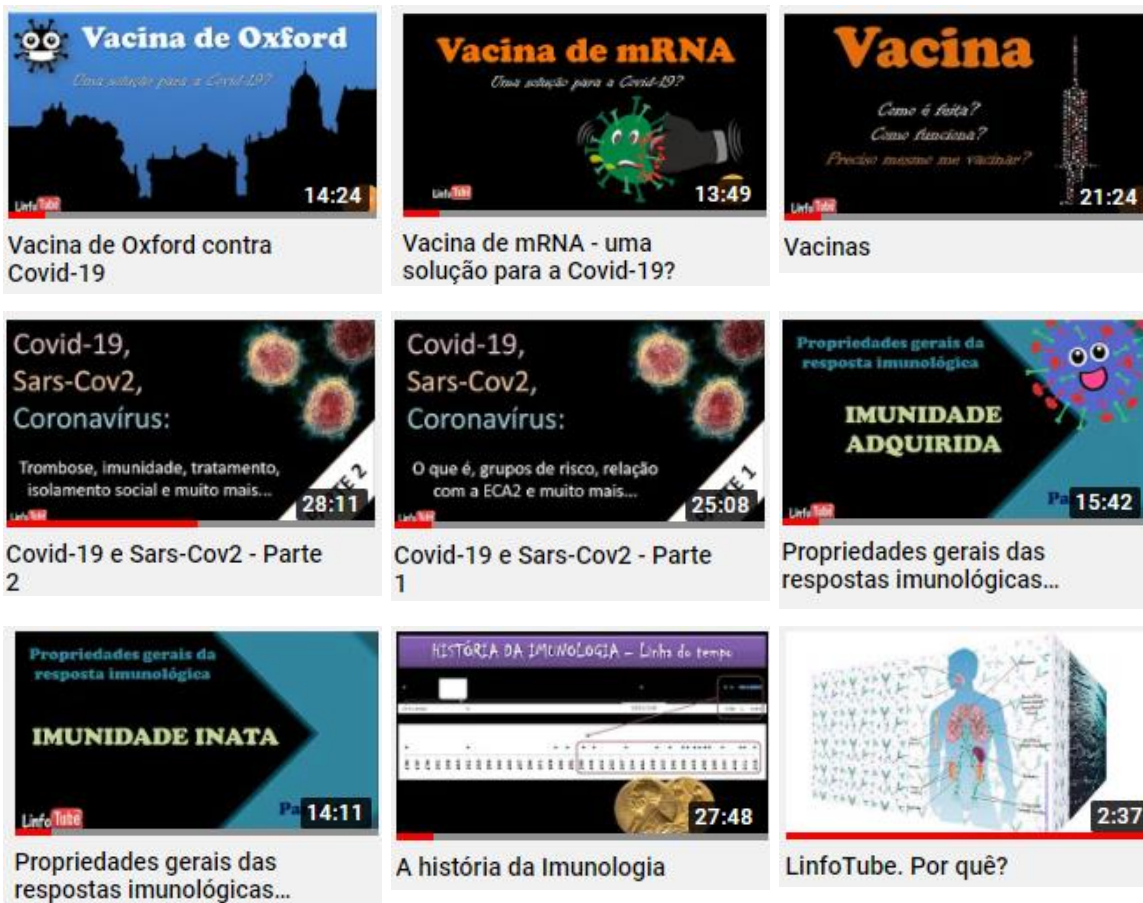 Vacina de Oxford
Uma solução para a Covid-19?
LinfoTube
14:24
Vacina de Oxford contra
Covid-19
Vacina de mRNA
Uma solução para a Covid-19?
LinfoTube
13:49
Vacina de mRNA - uma
solução para a Covid-19?
Vacina
Como é feita?
Como funciona?
Preciso mesmo me vacinar?
LinfoTube
21:24
Vacinas
Covid-19,
Sars-Cov2,
Coronavírus:
Trombose, imunidade, tratamento,
isolamento social e muito mais...
28:11
Covid-19 e Sars-Cov2 - Parte
2
Covid-19,
Sars-Cov2,
Coronavírus:
O que é, grupos de risco, relação
com a ECA2 e muito mais...
25:08
Covid-19 e Sars-Cov2 - Parte
1
Propriedades gerais da
resposta imunológica
IMUNIDADE
ADQUIRIDA
LinfoTube
15:42
Propriedades gerais das
respostas imunológicas...
Propriedades gerais da
resposta imunológica
IMUNIDADE INATA
LinfoTube
14:11
Propriedades gerais das
respostas imunológicas...
HISTÓRIA DA IMUNOLOGIA – Linha do tempo
27:48
A história da Imunologia
2:37
LinfoTube. Por quê?